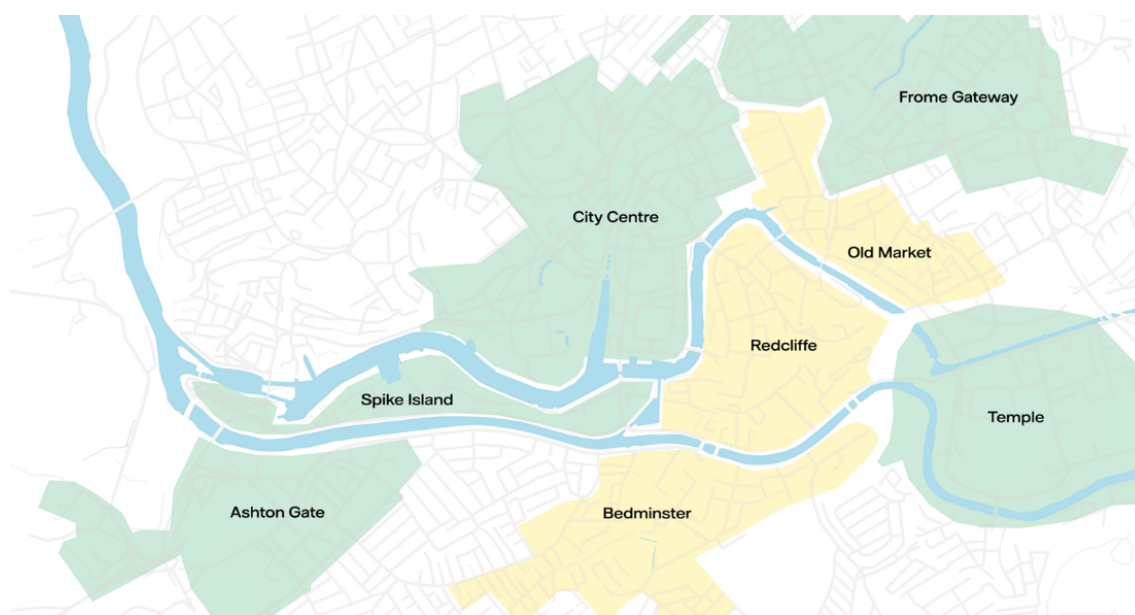 Frome Gateway
City Centre
Old Market
Redcliffe
Spike Island
Temple
Ashton Gate
Bedminster